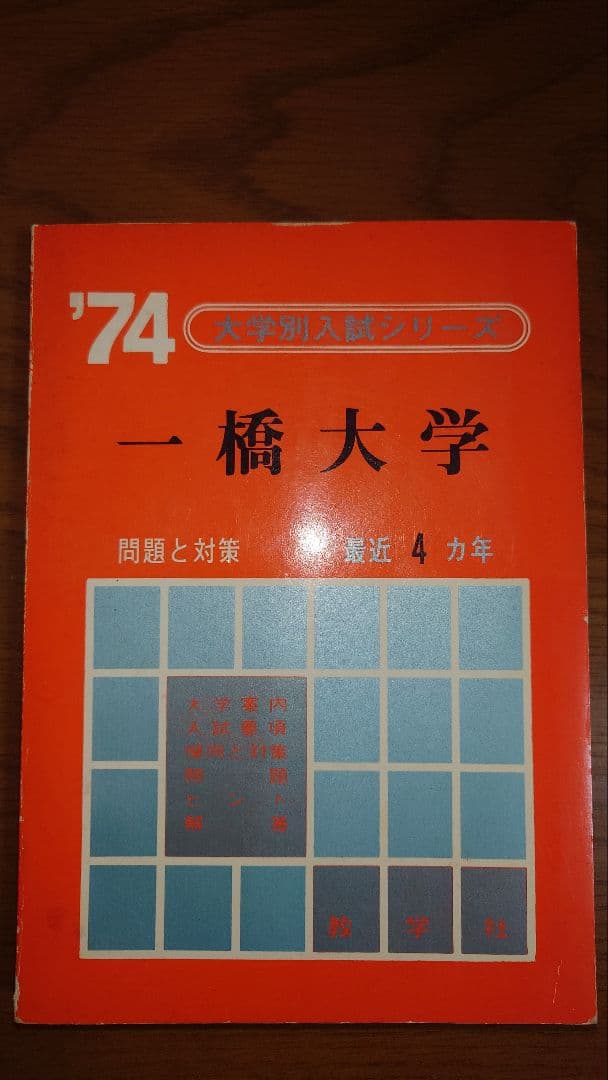 '74 大学別入試シリーズ
一橋大学
問題と対策 最近4カ年
大学案内
入試要項
傾向と対策
問題
ヒント
解答
教学社